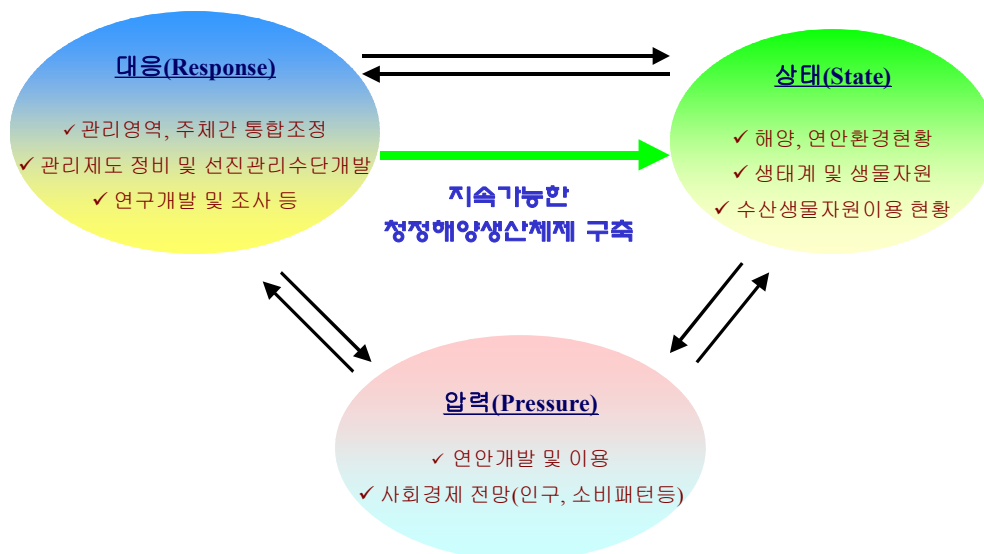 대응(Response)
✓ 관리영역, 주체간 통합조정
✓ 관리제도 정비 및 선진관리수단개발
✓ 연구개발 및 조사 등
상태(State)
✓ 해양, 연안환경현황
✓ 생태계 및 생물자원
✓ 수산생물자원이용 현황
지속가능한
청정해양생산체제 구축
압력(Pressure)
✓ 연안개발 및 이용
✓ 사회경제 전망(인구, 소비패턴등)